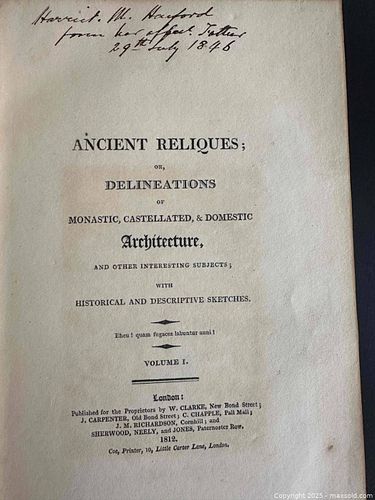 Harriet. M. Hanford
from her affect. Father
29th July 1846
ANCIENT RELIQUES;
OR,
DELINEATIONS
OF
MONASTIC, CASTELLATED, & DOMESTIC
Architecture,
AND OTHER INTERESTING SUBJECTS;
WITH
HISTORICAL AND DESCRIPTIVE SKETCHES.
Eheu! quam fugaces labuntur anni!
VOLUME I.
London:
Published for the Proprietors by W. CLARKE, New Bond Street;
J. CARPENTER, Old Bond Street; C. CHAPPLE, Pall Mall;
J. M. RICHARDSON, Cornhill; and
SHERWOOD, NEELY, and JONES, Paternoster Row.
1812.
Cox, Printer, 10, Little Carter Lane, London.
Copyright 2025 - maxsold.com